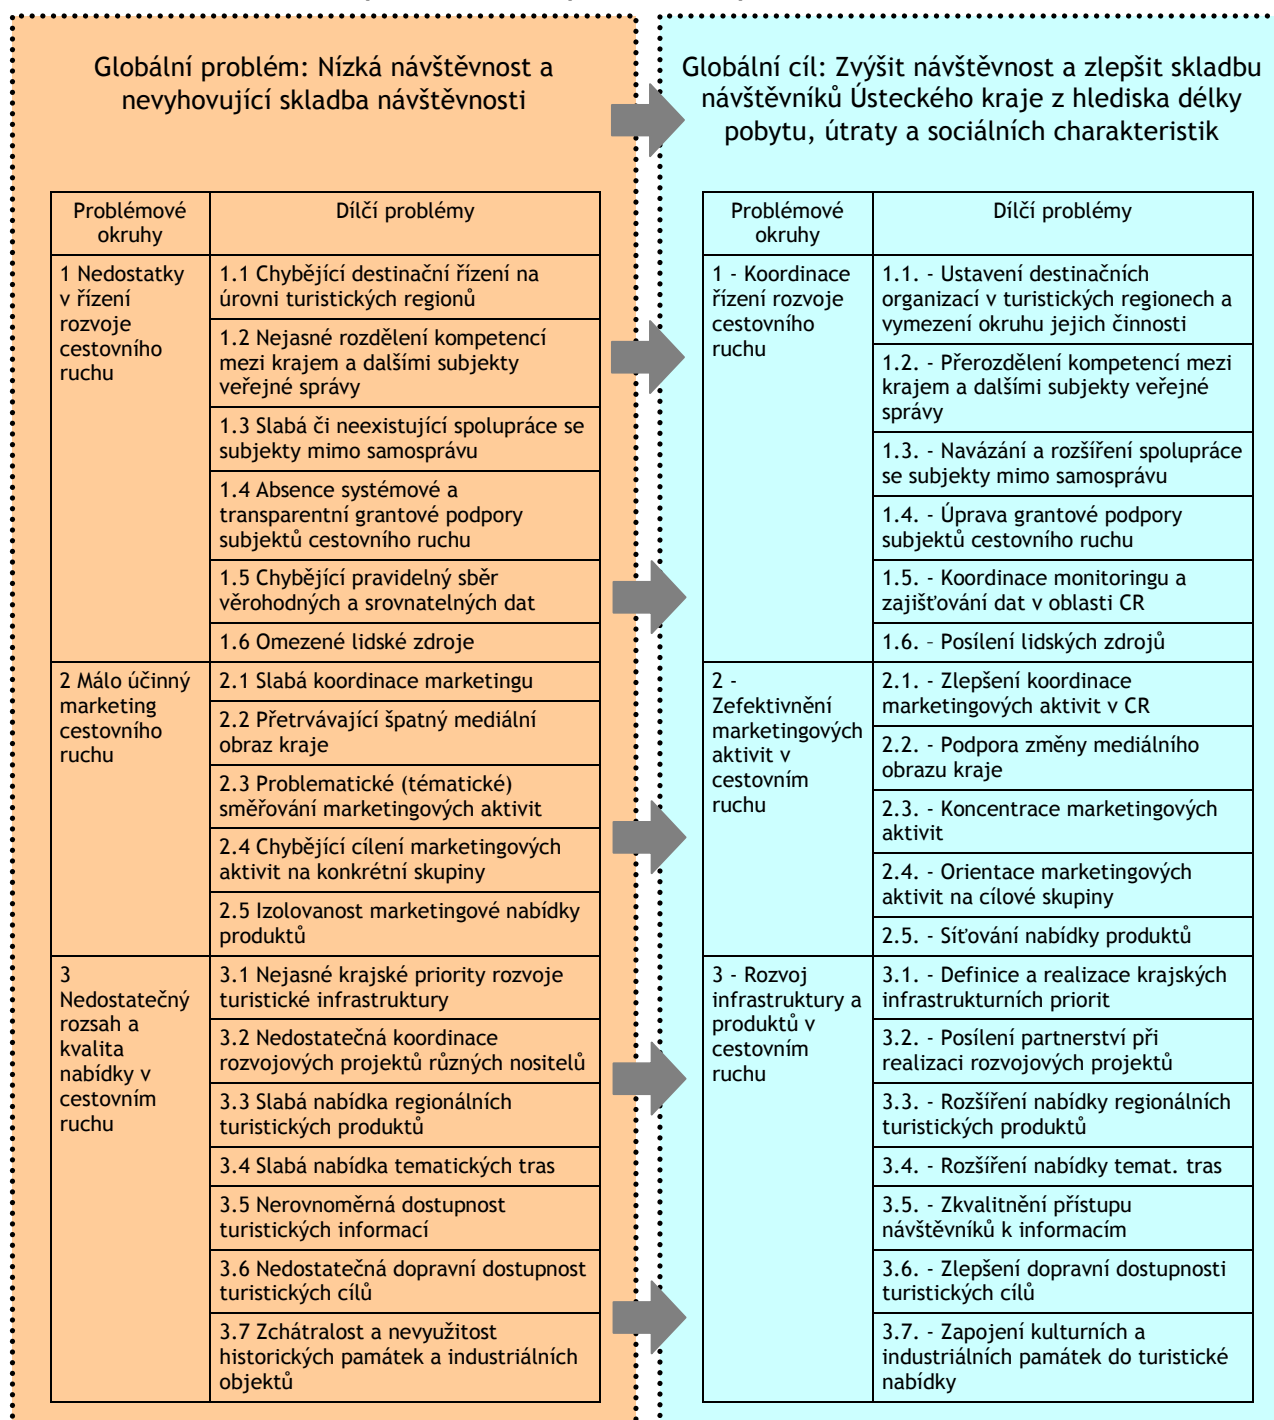 Globální problém: Nízká návštěvnost a
nevyhovující skladba návštěvnosti
Problémové
okruhy
Dílčí problémy
1 Nedostatky
v řízení
rozvoje
cestovního
ruchu
1.1 Chybějící destinační řízení na
úrovni turistických regionů
1.2 Nejasné rozdělení kompetencí
mezi krajem a dalšími subjekty
veřejné správy
1.3 Slabá či neexistující spolupráce se
subjekty mimo samosprávu
1.4 Absence systémové a
transparentní grantové podpory
subjektů cestovního ruchu
1.5 Chybějící pravidelný sběr
věrohodných a srovnatelných dat
1.6 Omezené lidské zdroje
2 Málo účinný
marketing
cestovního
ruchu
2.1 Slabá koordinace marketingu
2.2 Přetrvávající špatný mediální
obraz kraje
2.3 Problematické (tématické)
směřování marketingových aktivit
2.4 Chybějící cílení marketingových
aktivit na konkrétní skupiny
2.5 Izolovanost marketingové nabídky
produktů
3
Nedostatečný
rozsah a
kvalita
nabídky v
cestovním
ruchu
3.1 Nejasné krajské priority rozvoje
turistické infrastruktury
3.2 Nedostatečná koordinace
rozvojových projektů různých nositelů
3.3 Slabá nabídka regionálních
turistických produktů
3.4 Slabá nabídka tematických tras
3.5 Nerovnoměrná dostupnost
turistických informací
3.6 Nedostatečná dopravní dostupnost
turistických cílů
3.7 Zchátralost a nevyužitost
historických památek a industriálních
objektů
Globální cíl: Zvýšit návštěvnost a zlepšit skladbu
návštěvníků Ústeckého kraje z hlediska délky
pobytu, útraty a sociálních charakteristik
Problémové
okruhy
Dílčí problémy
1 - Koordinace
řízení rozvoje
cestovního
ruchu
1.1. - Ustavení destinačních
organizací v turistických regionech a
vymezení okruhu jejich činnosti
1.2. - Přerozdělení kompetencí mezi
krajem a dalšími subjekty veřejné
správy
1.3. - Navázání a rozšíření spolupráce
se subjekty mimo samosprávu
1.4. - Úprava grantové podpory
subjektů cestovního ruchu
1.5. - Koordinace monitoringu a
zajišťování dat v oblasti CR
1.6. – Posílení lidských zdrojů
2 -
Zefektivnění
marketingových
aktivit v
cestovním
ruchu
2.1. - Zlepšení koordinace
marketingových aktivit v CR
2.2. - Podpora změny mediálního
obrazu kraje
2.3. - Koncentrace marketingových
aktivit
2.4. - Orientace marketingových
aktivit na cílové skupiny
2.5. - Síťování nabídky produktů
3 - Rozvoj
infrastruktury a
produktů v
cestovním
ruchu
3.1. - Definice a realizace krajských
infrastrukturních priorit
3.2. - Posílení partnerství při
realizaci rozvojových projektů
3.3. - Rozšíření nabídky regionálních
turistických produktů
3.4. - Rozšíření nabídky temat. tras
3.5. - Zkvalitnění přístupu
návštěvníků k informacím
3.6. - Zlepšení dopravní dostupnosti
turistických cílů
3.7. - Zapojení kulturních a
industriálních památek do turistické
nabídky